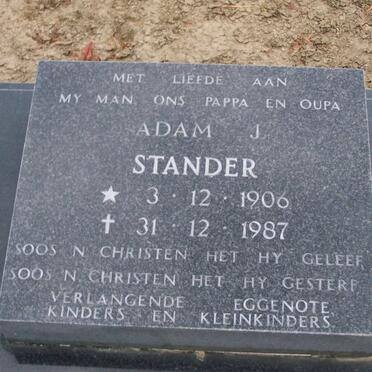 MET LIEFDE AAN
MY MAN ONS PAPPA EN OUPA
ADAM J.
STANDER
★ 3 · 12 · 1906
✝ 31 · 12 · 1987
SOOS N CHRISTEN HET HY GELEEF
SOOS N CHRISTEN HET HY GESTERF
VERLANGENDE EGGENOTE
KINDERS EN KLEINKINDERS